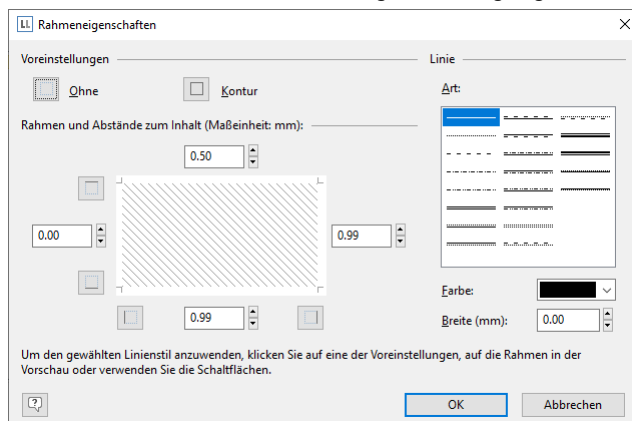 LL Rahmeneigenschaften
Voreinstellungen
Linie
Ohne
Kontur
Art:
Rahmen und Abstände zum Inhalt (Maßeinheit: mm):
0.50
0.00
0.99
0.99
Farbe:
Breite (mm):
0.00
Um den gewählten Linienstil anzuwenden, klicken Sie auf eine der Voreinstellungen, auf die Rahmen in der
Vorschau oder verwenden Sie die Schaltflächen.
?
OK
Abbrechen